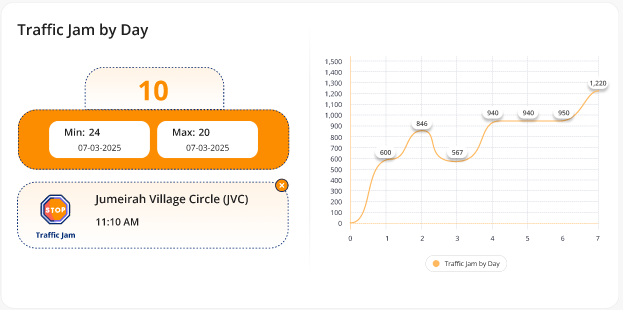 Traffic Jam by Day
10
Min: 24
07-03-2025
Max: 20
07-03-2025
STOP
Traffic Jam
Jumeirah Village Circle (JVC)
11:10 AM
1,500
1,400
1,300
1,200
1,100
1,000
900
800
700
600
500
400
300
200
100
0
600
846
567
940
940
950
1,220
0 1 2 3 4 5 6 7
Traffic Jam by Day